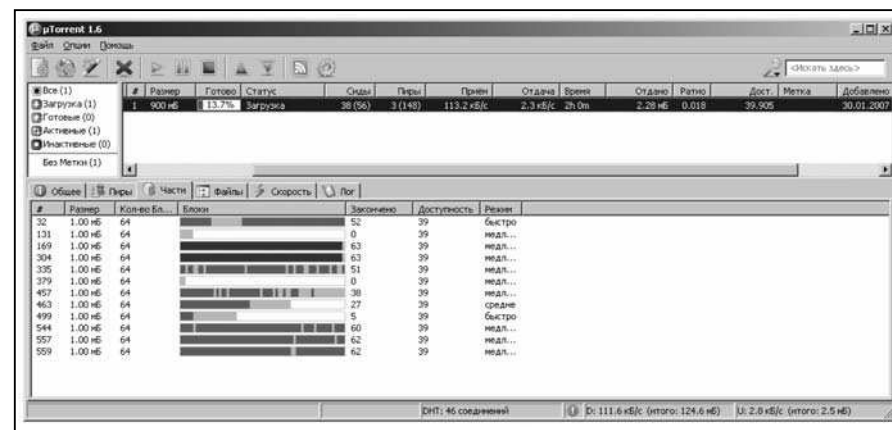 µTorrent 1.6
Файл Опции Помощь
<Искать здесь>
Все (1)
Загрузка (1)
Готовые (0)
Активные (1)
Инактивные (0)
Без Метки (1)
# Размер Готово Статус Сиды Пиры Приём Отдача Время Отдано Ратио Дост. Метка Добавлено
1 900 мБ 13.7% Загрузка 38 (56) 3 (148) 113.2 кБ/с 2.3 кБ/с 2h 0m 2.28 мБ 0.018 39.905 30.01.2007
Общее Пиры Части Файлы Скорость Лог
# Размер Кол-во Бл... Блоки Закончено Доступность Режим
32 1.00 мБ 64 52 39 быстро
131 1.00 мБ 64 0 39 медл...
169 1.00 мБ 64 63 39 медл...
304 1.00 мБ 64 63 39 медл...
335 1.00 мБ 64 51 39 медл...
379 1.00 мБ 64 0 39 медл...
457 1.00 мБ 64 38 39 медл...
463 1.00 мБ 64 27 39 средне
499 1.00 мБ 64 5 39 быстро
544 1.00 мБ 64 60 39 медл...
557 1.00 мБ 64 62 39 медл...
559 1.00 мБ 64 62 39 медл...
DHT: 46 соединений D: 111.6 кБ/с (итого: 124.6 мБ) U: 2.8 кБ/с (итого: 2.5 мБ)